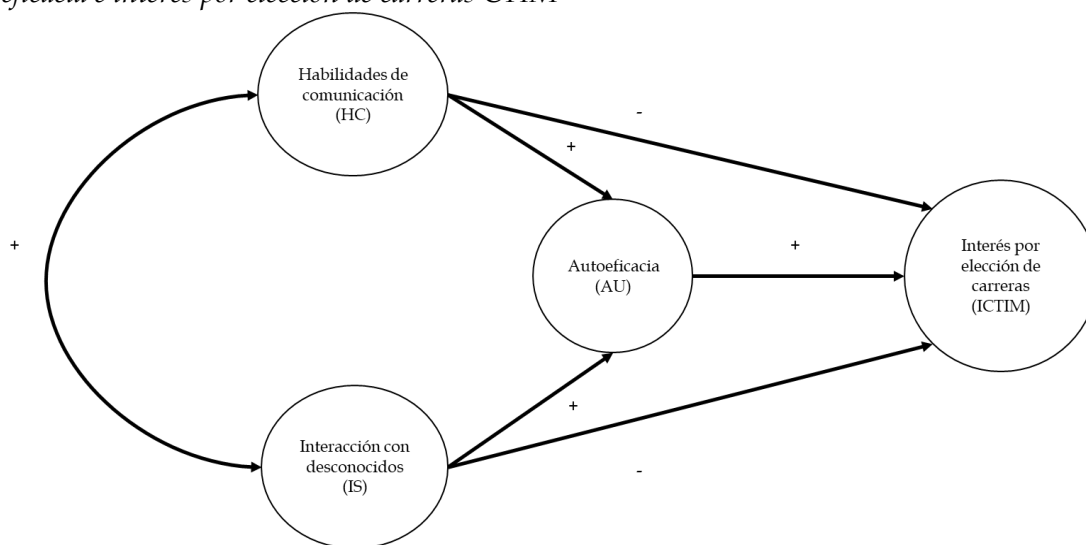 eficacia e interés por elección de carreras CTIM
Habilidades de
comunicación
(HC)
-
+
+
Autoeficacia
(AU)
+
Interés por
elección de
carreras
(ICTIM)
+
Interacción con
desconocidos
(IS)
-